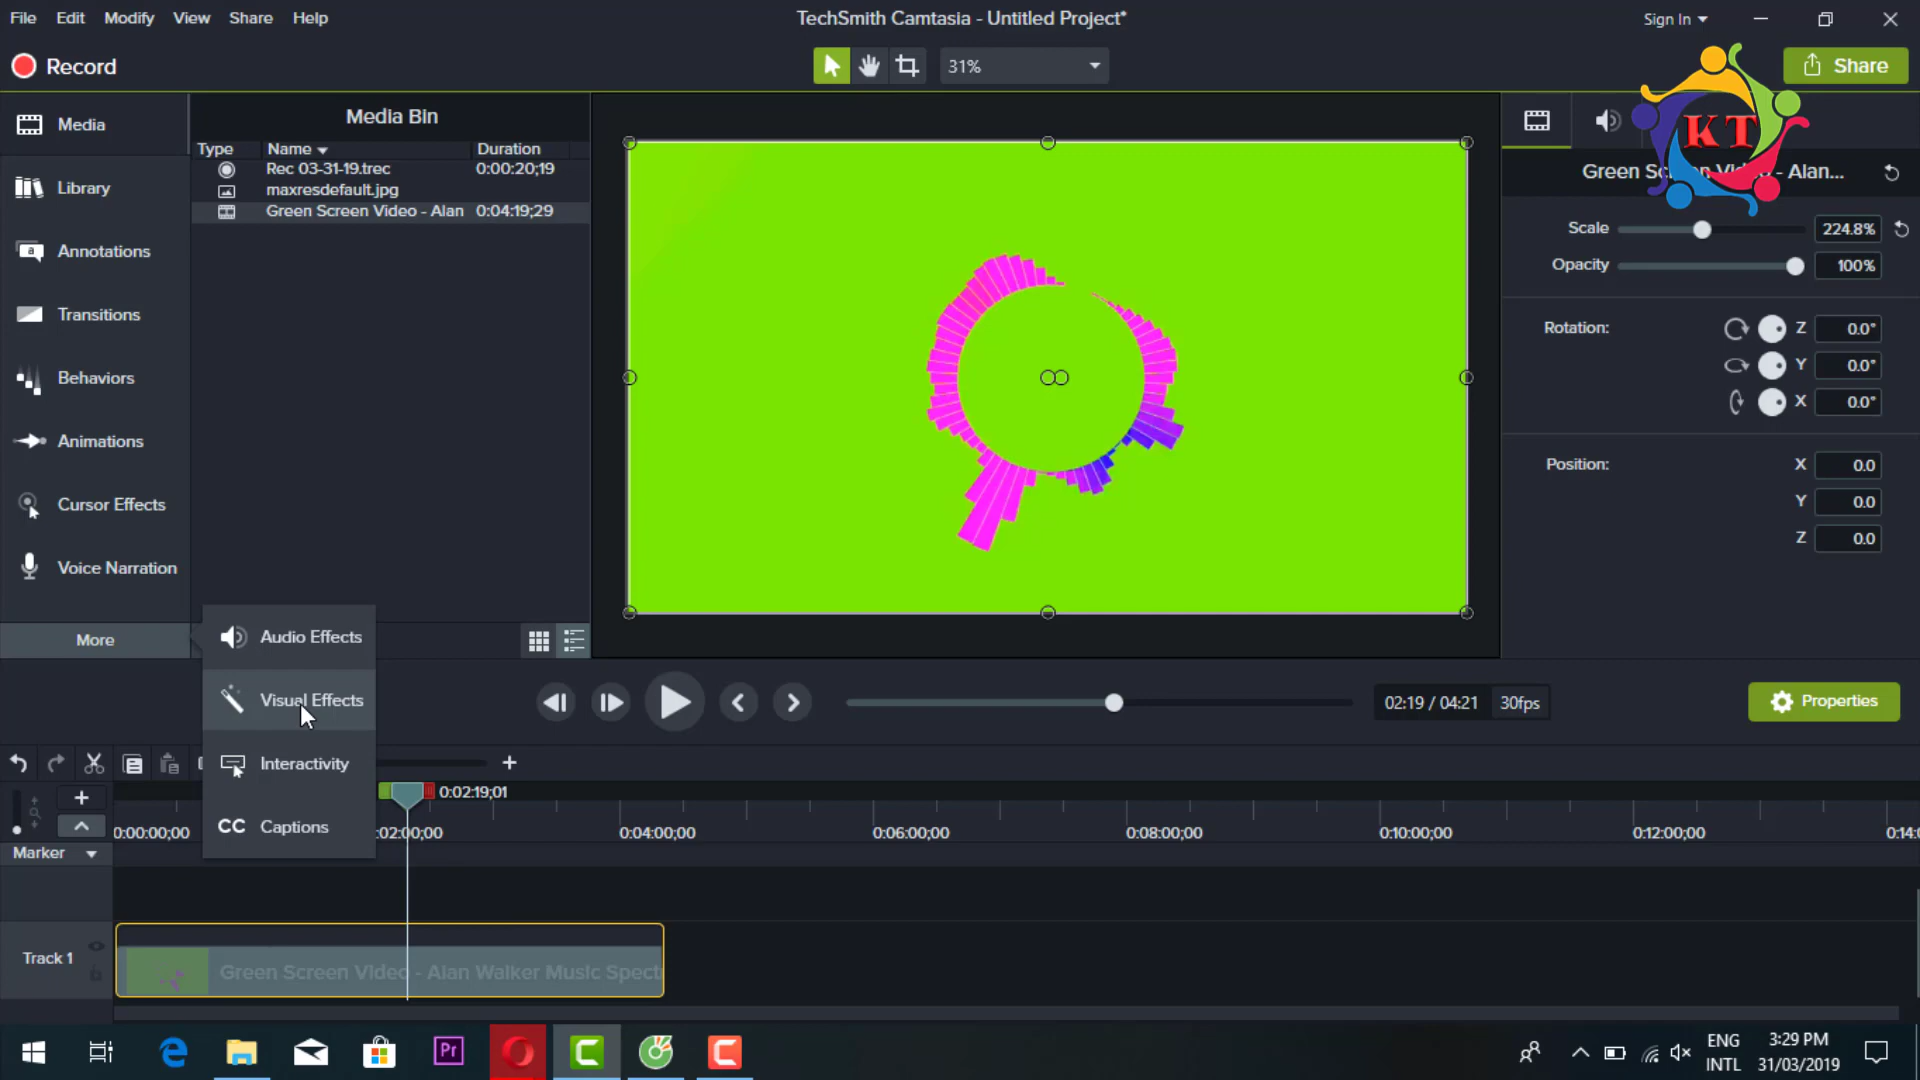 File Edit Modify View Share Help
TechSmith Camtasia - Untitled Project*
Sign In
Record
31%
Share
KT
Media
Library
Annotations
Transitions
Behaviors
Animations
Cursor Effects
Voice Narration
More
Media Bin
Type Name Duration
Rec 03-31-19.trec 0:00:20;19
maxresdefault.jpg
Green Screen Video - Alan 0:04:19;29
Audio Effects
Visual Effects
Interactivity
CC Captions
Green Sc - Alan...
Scale 224.8%
Opacity 100%
Rotation: Z 0.0°
Y 0.0°
X 0.0°
Position: X 0.0
Y 0.0
Z 0.0
02:19 / 04:21 30fps
Properties
0:02:19;01
0:00:00;00 :02:00;00 0:04:00;00 0:06:00;00 0:08:00;00 0:10:00;00 0:12:00;00 0:14:0
Marker
Track 1
Green Screen Video - Alan Walker Music Spect
Pr
ENG
INTL
3:29 PM
31/03/2019